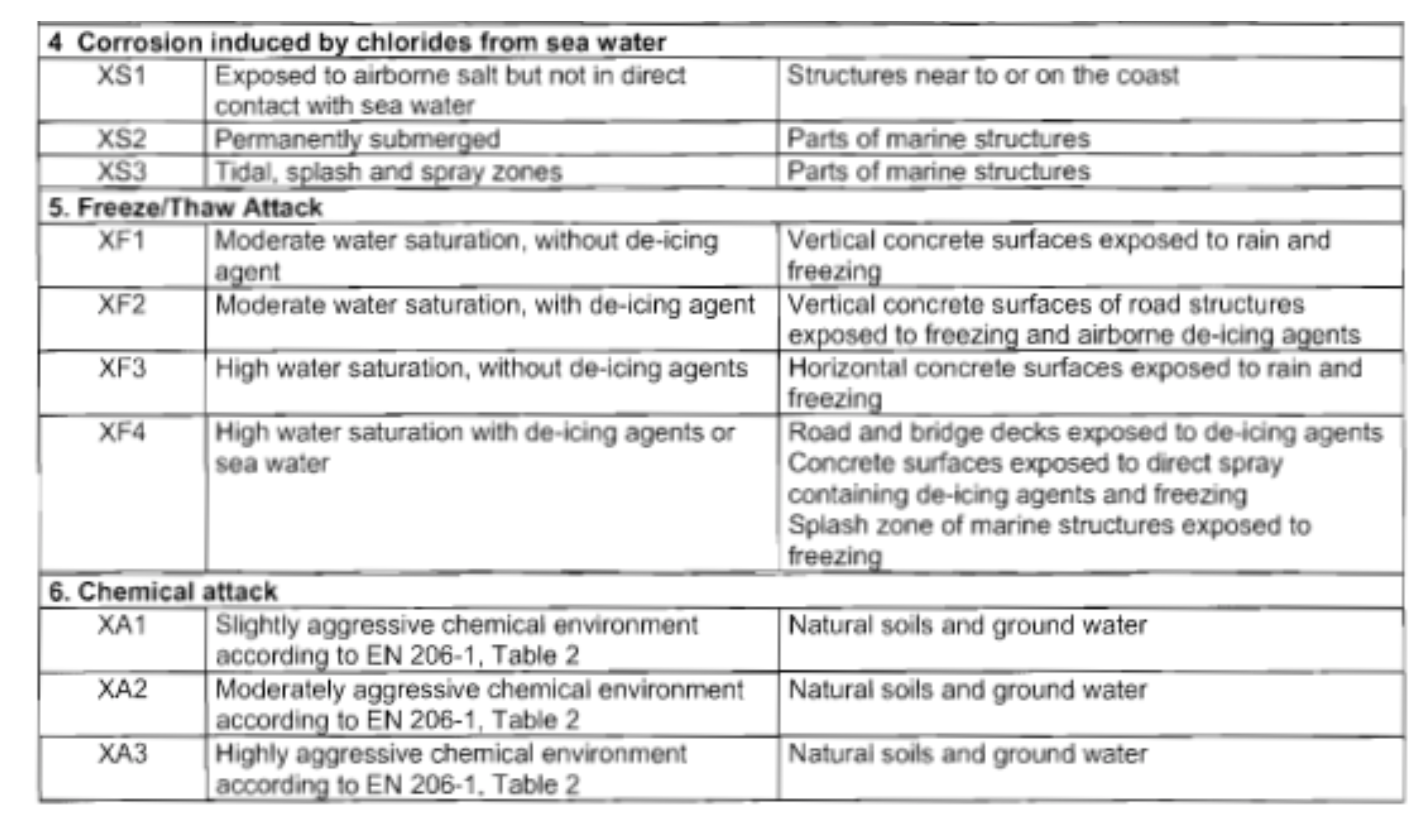 4 Corrosion induced by chlorides from sea water
XS1 Exposed to airborne salt but not in direct Structures near to or on the coast
contact with sea water
XS2 Permanently submerged Parts of marine structures
XS3 Tidal, splash and spray zones Parts of marine structures
5. Freeze/Thaw Attack
XF1 Moderate water saturation, without de-icing Vertical concrete surfaces exposed to rain and
agent freezing
XF2 Moderate water saturation, with de-icing agent Vertical concrete surfaces of road structures
exposed to freezing and airborne de-icing agents
XF3 High water saturation, without de-icing agents Horizontal concrete surfaces exposed to rain and
freezing
XF4 High water saturation with de-icing agents or Road and bridge decks exposed to de-icing agents
sea water Concrete surfaces exposed to direct spray
containing de-icing agents and freezing
Splash zone of marine structures exposed to
freezing
6. Chemical attack
XA1 Slightly aggressive chemical environment Natural soils and ground water
according to EN 206-1, Table 2
XA2 Moderately aggressive chemical environment Natural soils and ground water
according to EN 206-1, Table 2
XA3 Highly aggressive chemical environment Natural soils and ground water
according to EN 206-1, Table 2